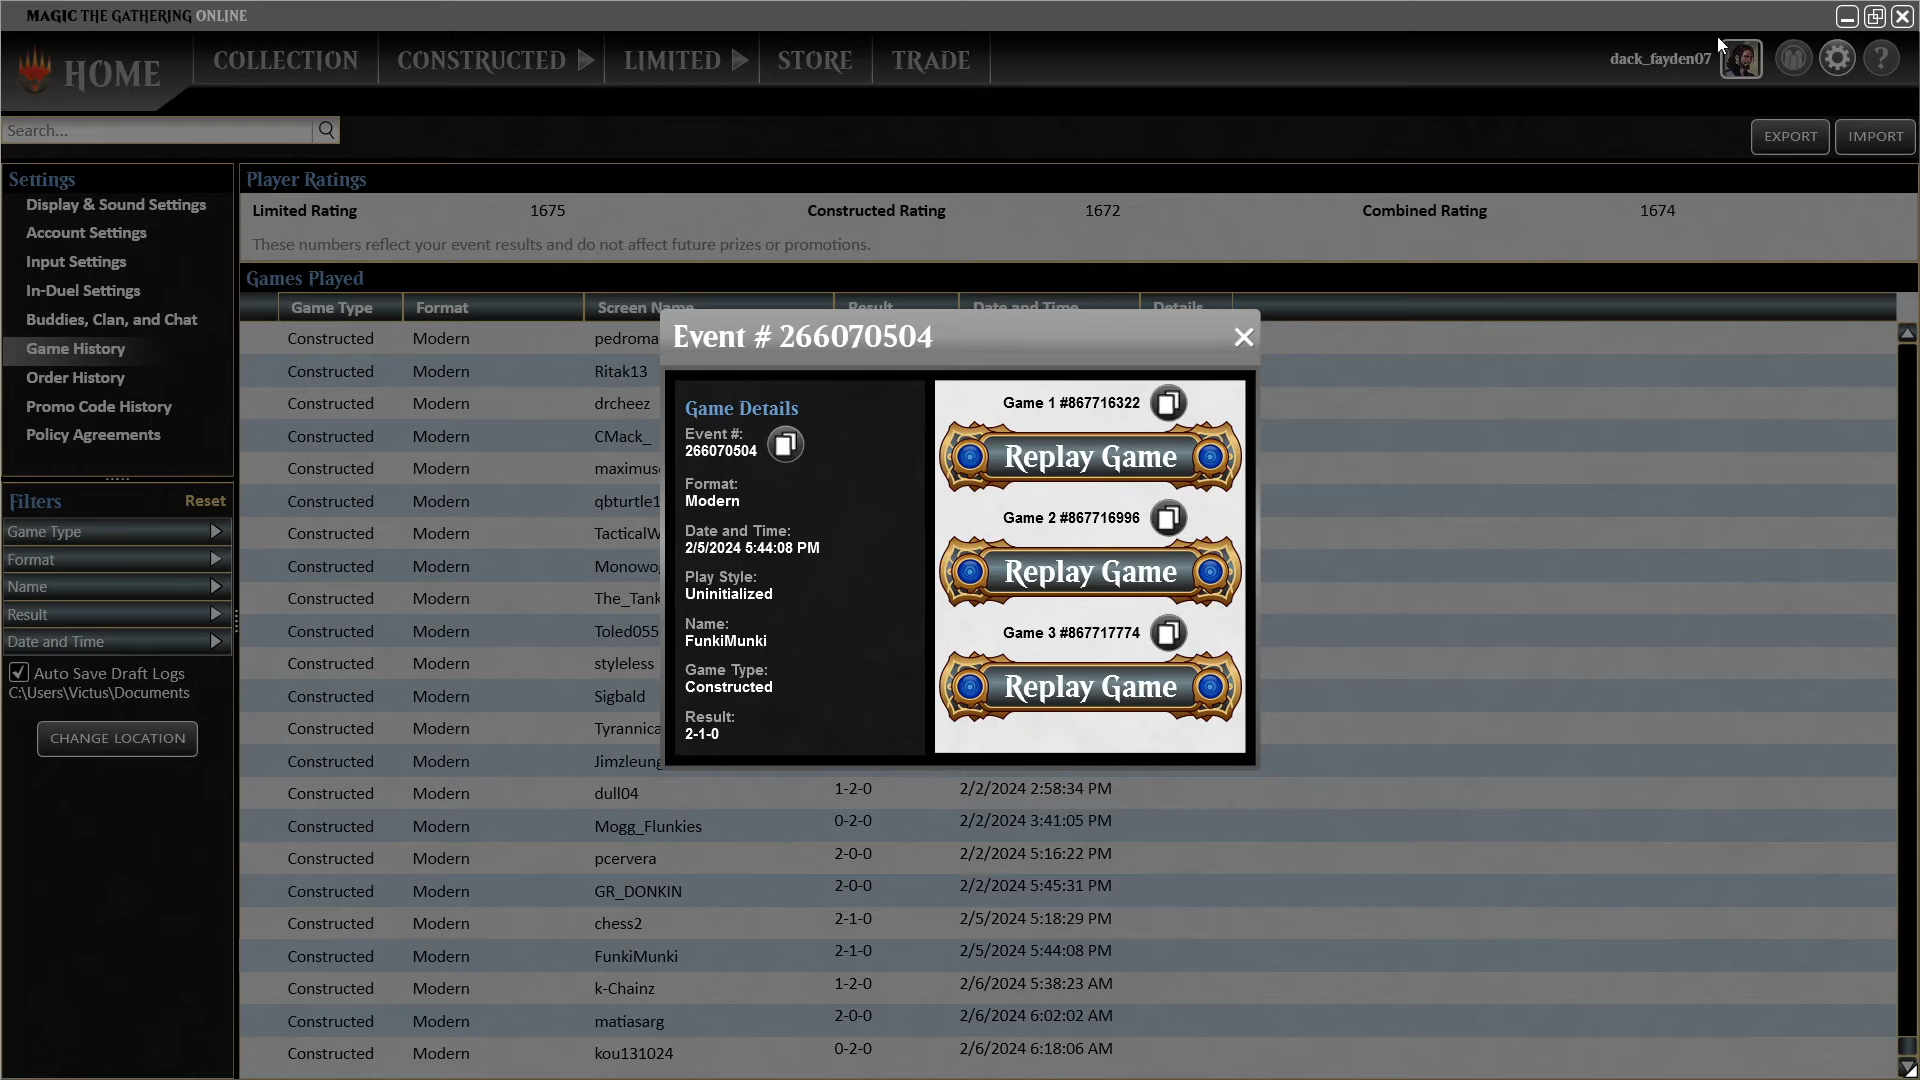 MAGIC THE GATHERING ONLINE
HOME
COLLECTION
CONSTRUCTED
LIMITED
STORE
TRADE
dack_fayden07
?
Search...
EXPORT
IMPORT
Settings
Display & Sound Settings
Account Settings
Input Settings
In-Duel Settings
Buddies, Clan, and Chat
Game History
Order History
Promo Code History
Policy Agreements
Filters Reset
Game Type
Format
Name
Result
Date and Time
Auto Save Draft Logs
C:\Users\Victus\Documents
CHANGE LOCATION
Player Ratings
Limited Rating 1675 Constructed Rating 1672 Combined Rating 1674
These numbers reflect your event results and do not affect future prizes or promotions.
Games Played
Game Type Format Screen Name Result Date and Time Details
Constructed Modern pedroma
Constructed Modern Ritak13
Constructed Modern drcheez
Constructed Modern CMack_
Constructed Modern maximus
Constructed Modern qbturtle1
Constructed Modern TacticalW
Constructed Modern Monowo
Constructed Modern The_Tank
Constructed Modern Toled055
Constructed Modern styleless
Constructed Modern Sigbald
Constructed Modern Tyrannica
Constructed Modern Jimzleung
Constructed Modern dull04 1-2-0 2/2/2024 2:58:34 PM
Constructed Modern Mogg_Flunkies 0-2-0 2/2/2024 3:41:05 PM
Constructed Modern pcervera 2-0-0 2/2/2024 5:16:22 PM
Constructed Modern GR_DONKIN 2-0-0 2/2/2024 5:45:31 PM
Constructed Modern chess2 2-1-0 2/5/2024 5:18:29 PM
Constructed Modern FunkiMunki 2-1-0 2/5/2024 5:44:08 PM
Constructed Modern k-Chainz 1-2-0 2/6/2024 5:38:23 AM
Constructed Modern matiasarg 2-0-0 2/6/2024 6:02:02 AM
Constructed Modern kou131024 0-2-0 2/6/2024 6:18:06 AM
Event # 266070504
Game Details
Event #:
266070504
Format:
Modern
Date and Time:
2/5/2024 5:44:08 PM
Play Style:
Uninitialized
Name:
FunkiMunki
Game Type:
Constructed
Result:
2-1-0
Game 1 #867716322
Replay Game
Game 2 #867716996
Replay Game
Game 3 #867717774
Replay Game